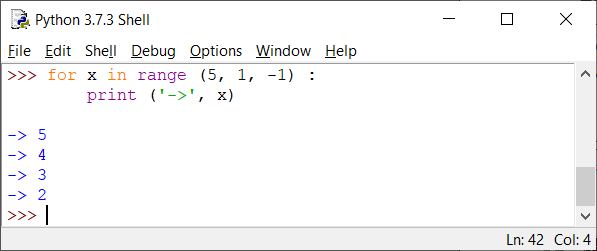 Python 3.7.3 Shell
File Edit Shell Debug Options Window Help
>>> for x in range (5, 1, -1) :
        print ('->', x)

-> 5
-> 4
-> 3
-> 2
>>>
Ln: 42 Col: 4